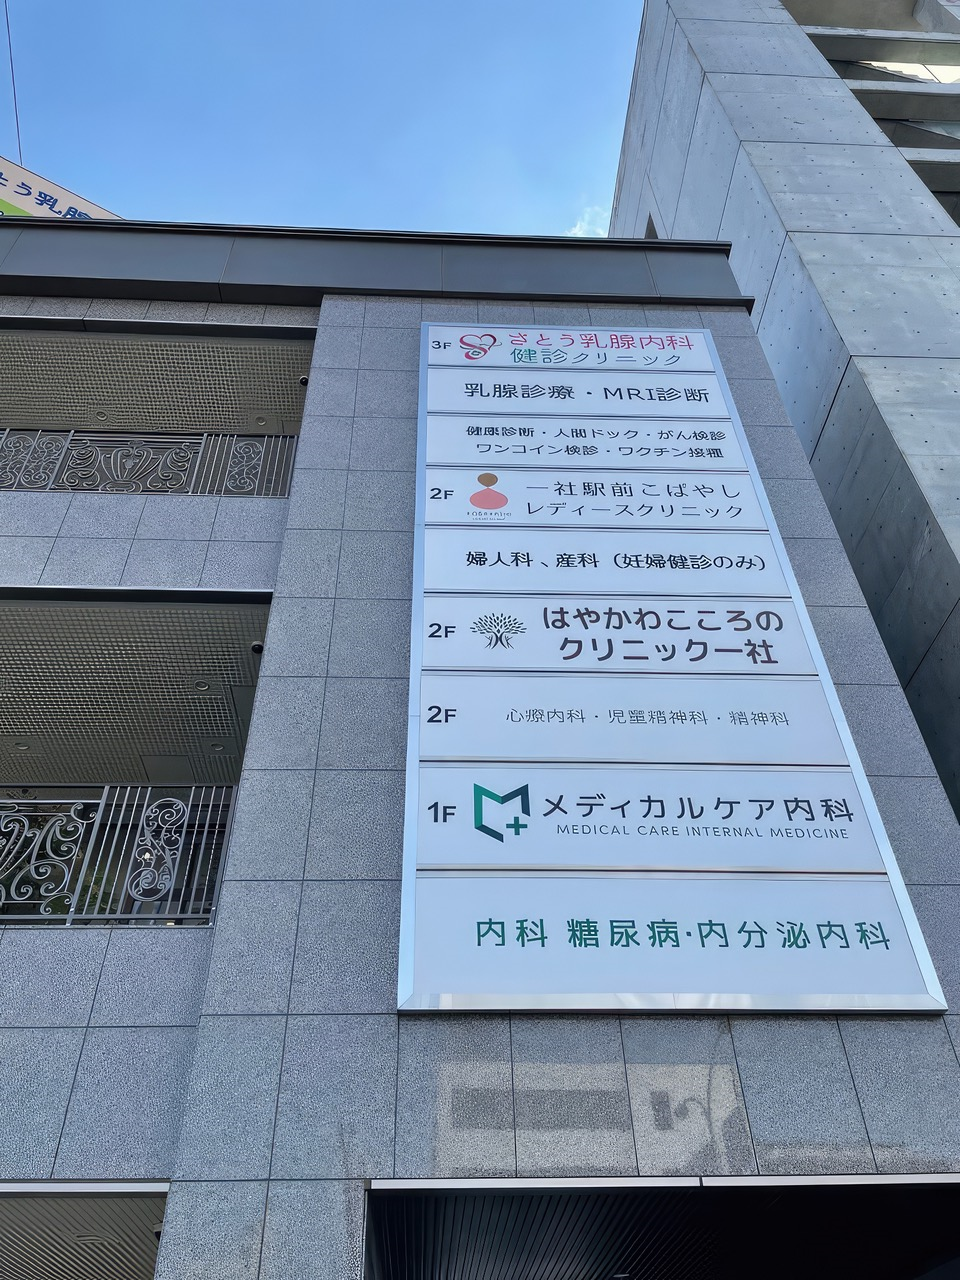 とう乳腺
3F
さとう乳腺内科
健診クリニック
乳腺診療・MRI診断
健康診断・人間ドック・がん検診
ワンコイン検診・ワクチン接種
2F
一社駅前こばやし
レディースクリニック
婦人科、産科（妊婦健診のみ）
2F
はやかわこころの
クリニック一社
2F
心療内科・児童精神科・精神科
1F
メディカルケア内科
MEDICAL CARE INTERNAL MEDICINE
内科 糖尿病・内分泌内科